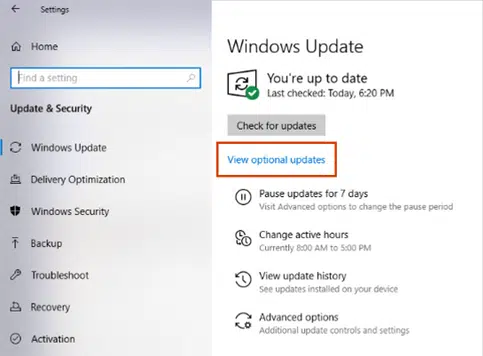 Settings
Home
Find a setting
Update & Security
Windows Update
Delivery Optimization
Windows Security
Backup
Troubleshoot
Recovery
Activation
Windows Update
You're up to date
Last checked: Today, 6:20 PM
Check for updates
View optional updates
Pause updates for 7 days
Visit Advanced options to change the pause period
Change active hours
Currently 8:00 AM to 5:00 PM
View update history
See updates installed on your device
Advanced options
Additional update controls and settings